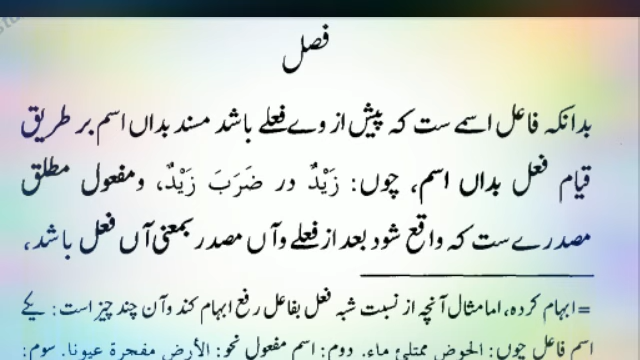 فصل
بدانکہ فاعل اسمے ست کہ پیش از وے فعلے باشد مسند بداں اسم بر طریق
قیام فعل بداں اسم، چوں: زَيْدٌ در ضَرَبَ زَيْدٌ، ومفعول مطلق
مصدرے ست کہ واقع شود بعد از فعلے وآں مصدر بمعنی آں فعل باشد،
=ابہام کردہ، اما مثال آنچہ از نسبت شبہ فعل بفاعل رفع ابہام کند وآن چند چیز است: یکے
اسم فاعل چوں: الحوض ممتلئ ماء. دوم: اسم مفعول نحو: الأرض مفجرة عيونا. سوم: